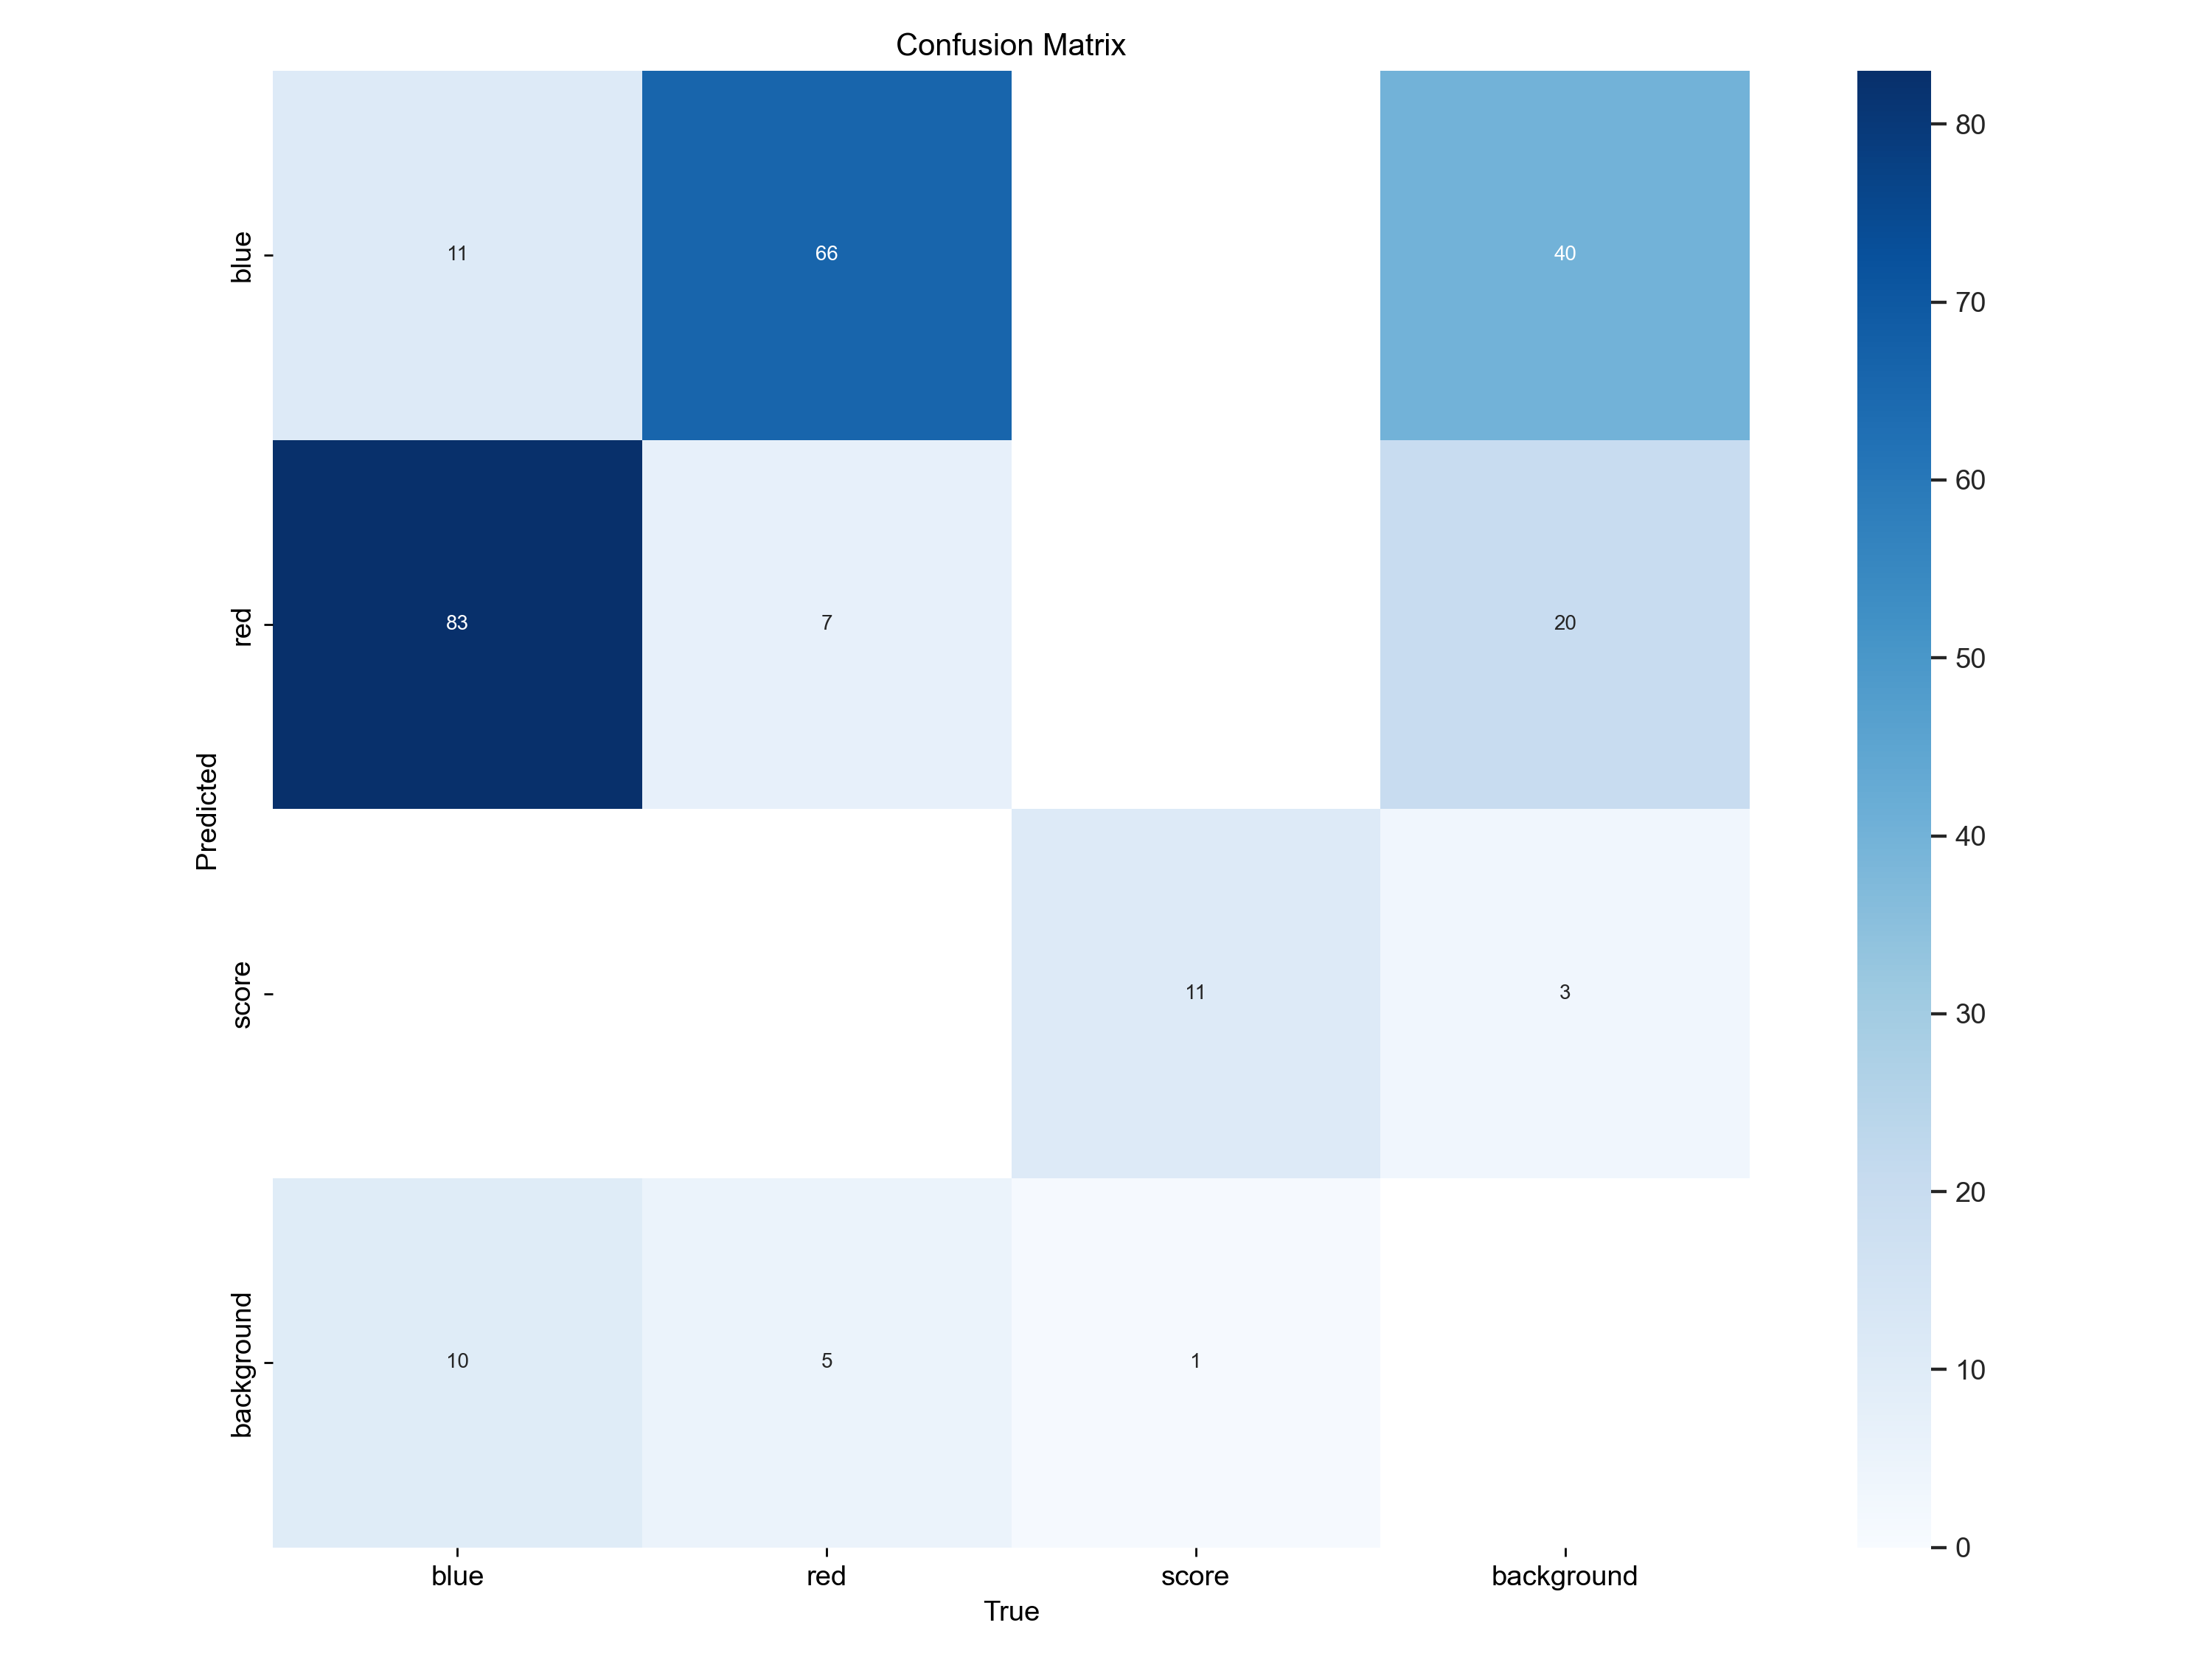 Confusion Matrix
blue 11 66 40
red 83 7 20
score 11 3
background 10 5 1
blue red score background
True
Predicted
80
70
60
50
40
30
20
10
0